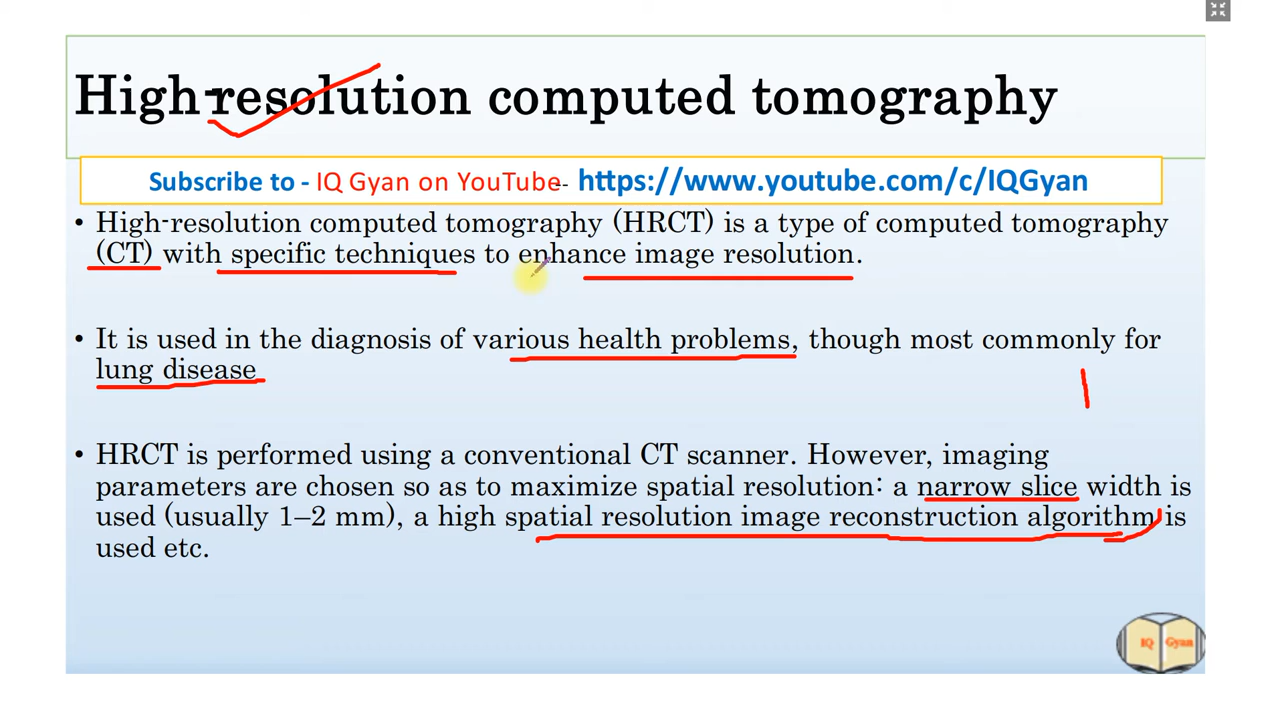 High-resolution computed tomography
Subscribe to - IQ Gyan on YouTube-- https://www.youtube.com/c/IQGyan
• High-resolution computed tomography (HRCT) is a type of computed tomography
(CT) with specific techniques to enhance image resolution.
• It is used in the diagnosis of various health problems, though most commonly for
lung disease
• HRCT is performed using a conventional CT scanner. However, imaging
parameters are chosen so as to maximize spatial resolution: a narrow slice width is
used (usually 1–2 mm), a high spatial resolution image reconstruction algorithm is
used etc.
IQ Gyan